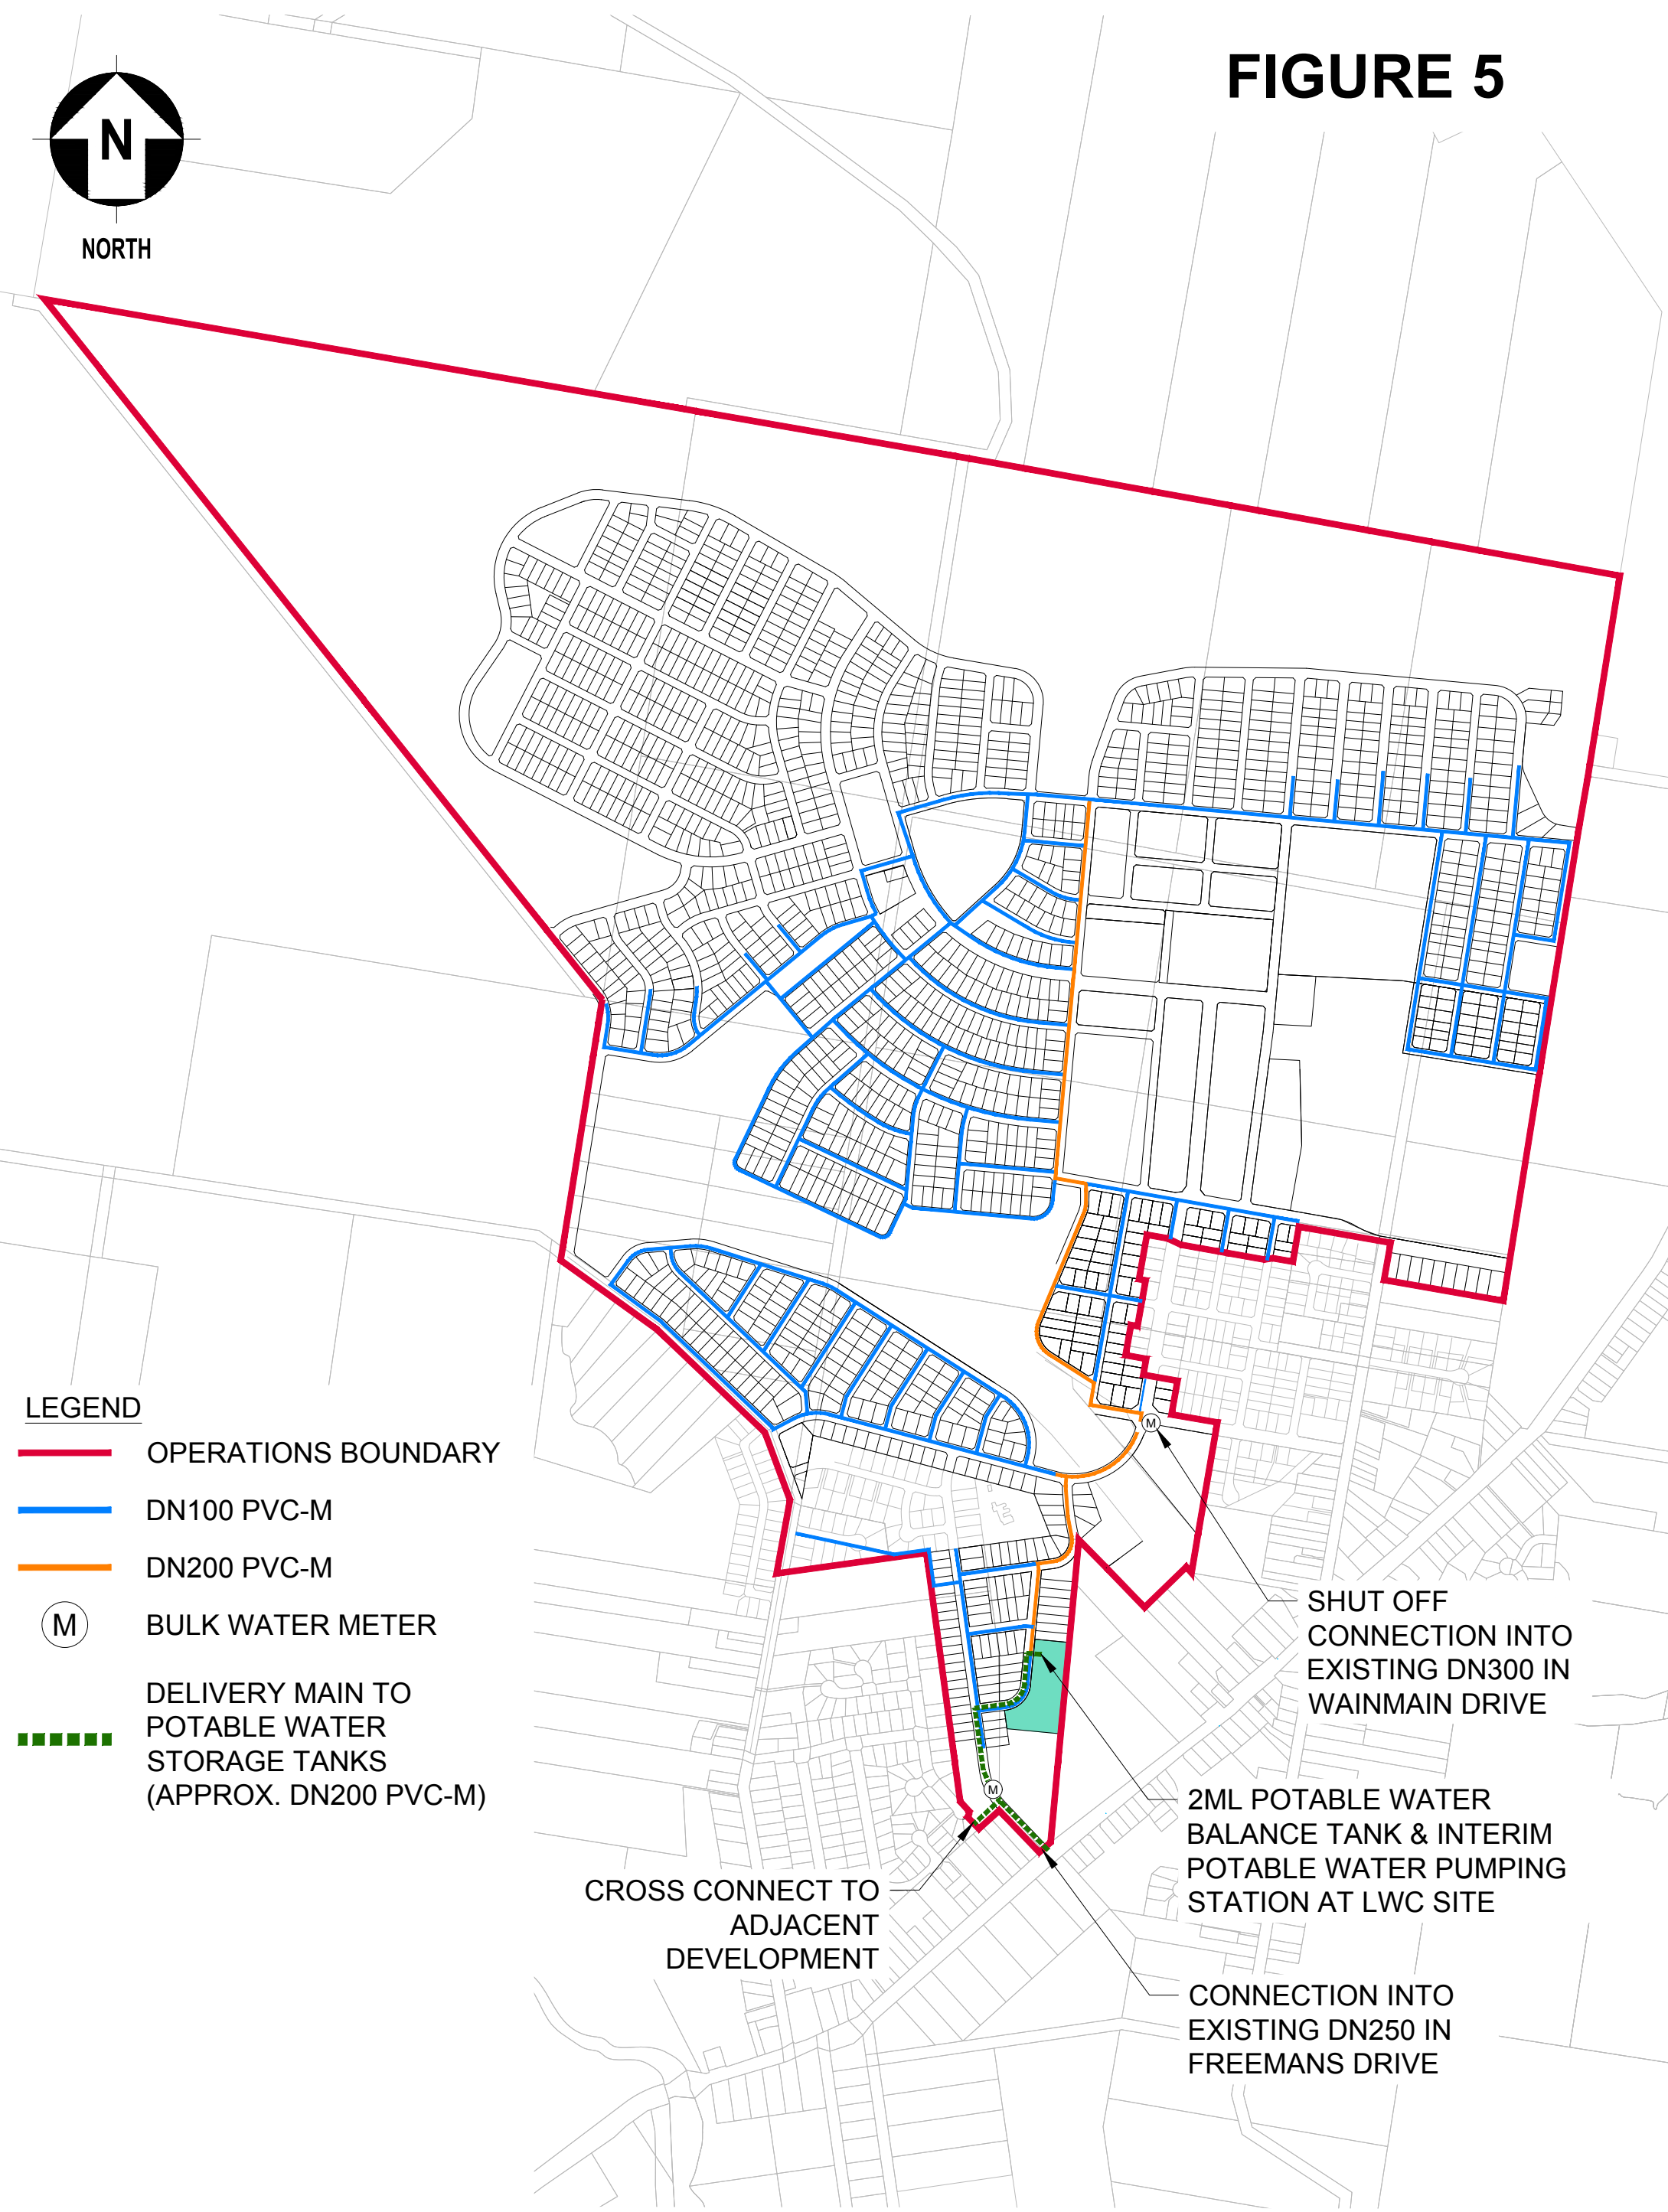 FIGURE 5
N
NORTH
LEGEND
OPERATIONS BOUNDARY
DN100 PVC-M
DN200 PVC-M
M
BULK WATER METER
DELIVERY MAIN TO
POTABLE WATER
STORAGE TANKS
(APPROX. DN200 PVC-M)
M
SHUT OFF
CONNECTION INTO
EXISTING DN300 IN
WAINMAIN DRIVE
M
2ML POTABLE WATER
BALANCE TANK & INTERIM
POTABLE WATER PUMPING
STATION AT LWC SITE
CROSS CONNECT TO
ADJACENT
DEVELOPMENT
CONNECTION INTO
EXISTING DN250 IN
FREEMANS DRIVE